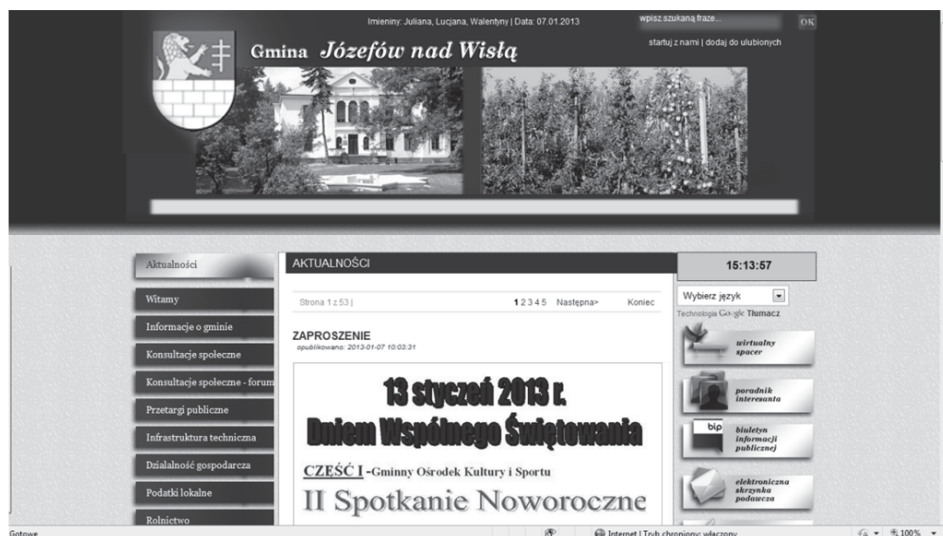 Imieniny: Juliana, Lucjana, Walentyny | Data: 07.01.2013
wpisz szukaną fraze...
OK
startuj z nami | dodaj do ulubionych
Gmina Józefów nad Wisłą
Aktualności
Witamy
Informacje o gminie
Konsultacje społeczne
Konsultacje społeczne - forum
Przetargi publiczne
Infrastruktura techniczna
Działalność gospodarcza
Podatki lokalne
Rolnictwo
AKTUALNOŚCI
Strona 1 z 53 |
1 2 3 4 5 Następna> Koniec
ZAPROSZENIE
opublikowano: 2013-01-07 10:03:31
13 styczeń 2013 r.
Dniem Wspólnego Świętowania
CZĘŚĆ I -Gminny Ośrodek Kultury i Sportu
II Spotkanie Noworoczne
15:13:57
Wybierz język
Technologia Google Tłumacz
wirtualny
spacer
poradnik
interesanta
bip
biuletyn
informacji
publicznej
elektroniczna
skrzynka
podawcza
Gotowe
Internet | Tryb chroniony: włączony
100%